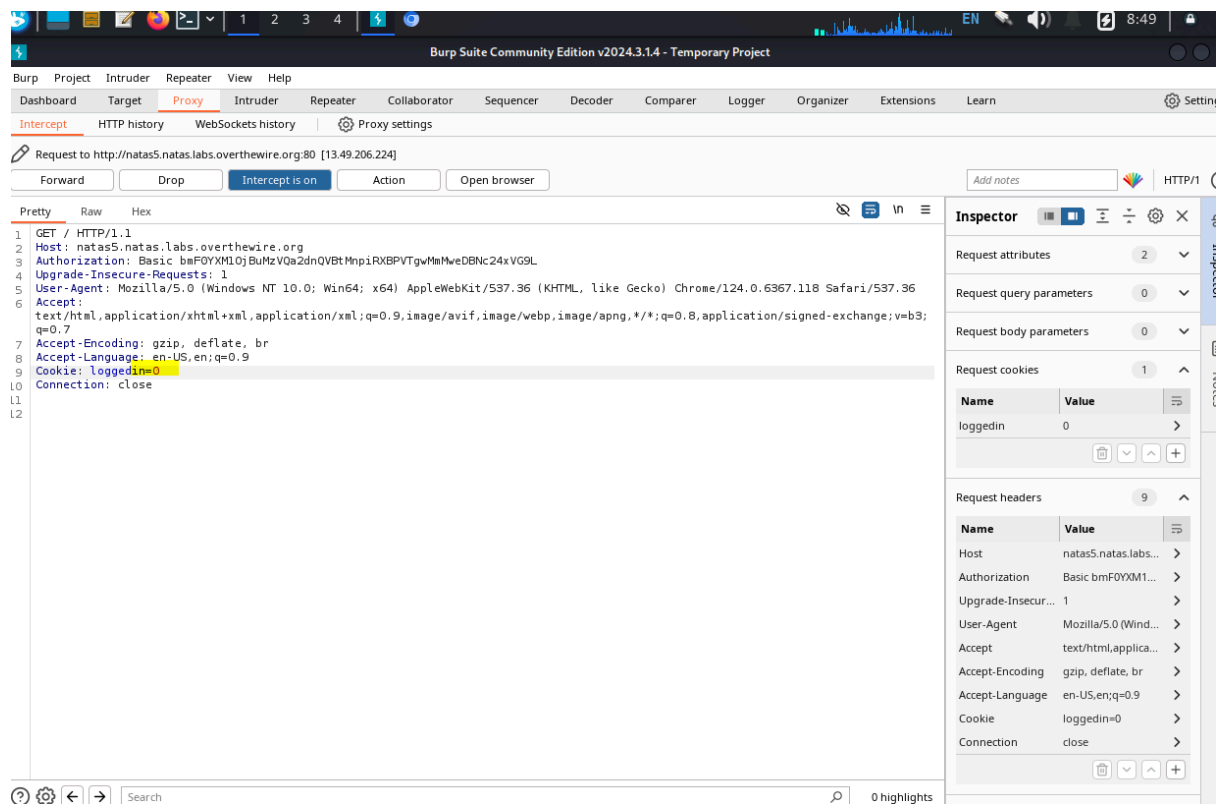 1 2 3 4 EN 8:49
Burp Suite Community Edition v2024.3.1.4 - Temporary Project
Burp Project Intruder Repeater View Help
Dashboard Target Proxy Intruder Repeater Collaborator Sequencer Decoder Comparer Logger Organizer Extensions Learn Setting
Intercept HTTP history WebSockets history Proxy settings
Request to http://natas5.natas.labs.overthewire.org:80 [13.49.206.224]
Forward Drop Intercept is on Action Open browser Add notes HTTP/1
Pretty Raw Hex \n
1 GET / HTTP/1.1
2 Host: natas5.natas.labs.overthewire.org
3 Authorization: Basic bmF0YXM1OjBuMzVQa2dnQVBtMnpiRXBPVTgwMmMweDBNc24xVG9L
4 Upgrade-Insecure-Requests: 1
5 User-Agent: Mozilla/5.0 (Windows NT 10.0; Win64; x64) AppleWebKit/537.36 (KHTML, like Gecko) Chrome/124.0.6367.118 Safari/537.36
6 Accept:
text/html,application/xhtml+xml,application/xml;q=0.9,image/avif,image/webp,image/apng,*/*;q=0.8,application/signed-exchange;v=b3;
q=0.7
7 Accept-Encoding: gzip, deflate, br
8 Accept-Language: en-US,en;q=0.9
9 Cookie: loggedin=0
10 Connection: close
11
12
Inspector
Request attributes 2
Request query parameters 0
Request body parameters 0
Request cookies 1
Name Value
loggedin 0
Request headers 9
Name Value
Host natas5.natas.labs...
Authorization Basic bmF0YXM1...
Upgrade-Insecur... 1
User-Agent Mozilla/5.0 (Wind...
Accept text/html,applica...
Accept-Encoding gzip, deflate, br
Accept-Language en-US,en;q=0.9
Cookie loggedin=0
Connection close
Inspector
Notes
Search 0 highlights